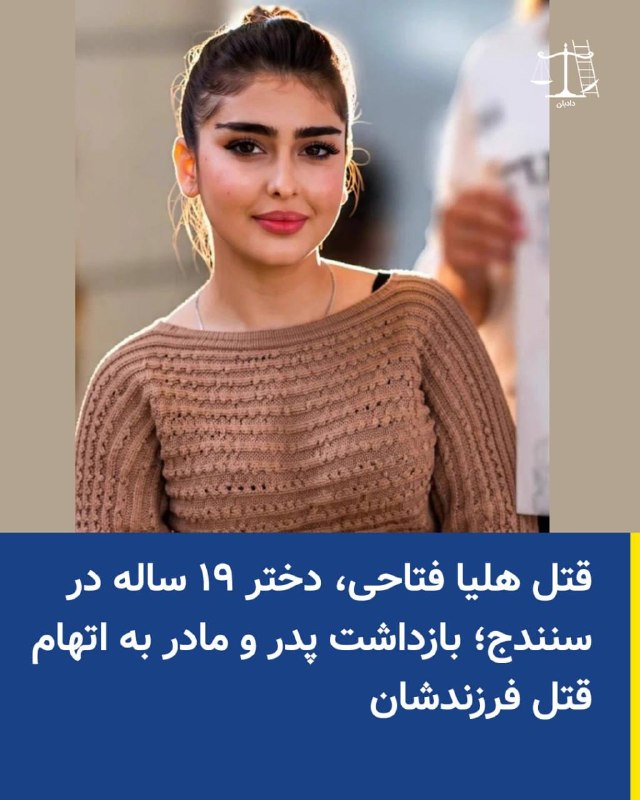 دادبان
قتل هلیا فتاحی، دختر ۱۹ ساله در
سنندج؛ بازداشت پدر و مادر به اتهام
قتل فرزندشان